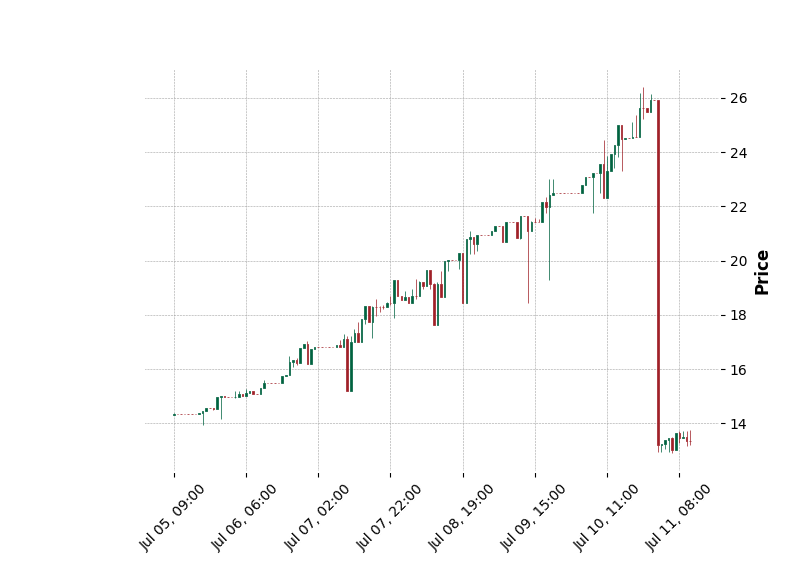 26
24
22
20
18
16
14
Price
Jul 05, 09:00
Jul 06, 06:00
Jul 07, 02:00
Jul 07, 22:00
Jul 08, 19:00
Jul 09, 15:00
Jul 10, 11:00
Jul 11, 08:00